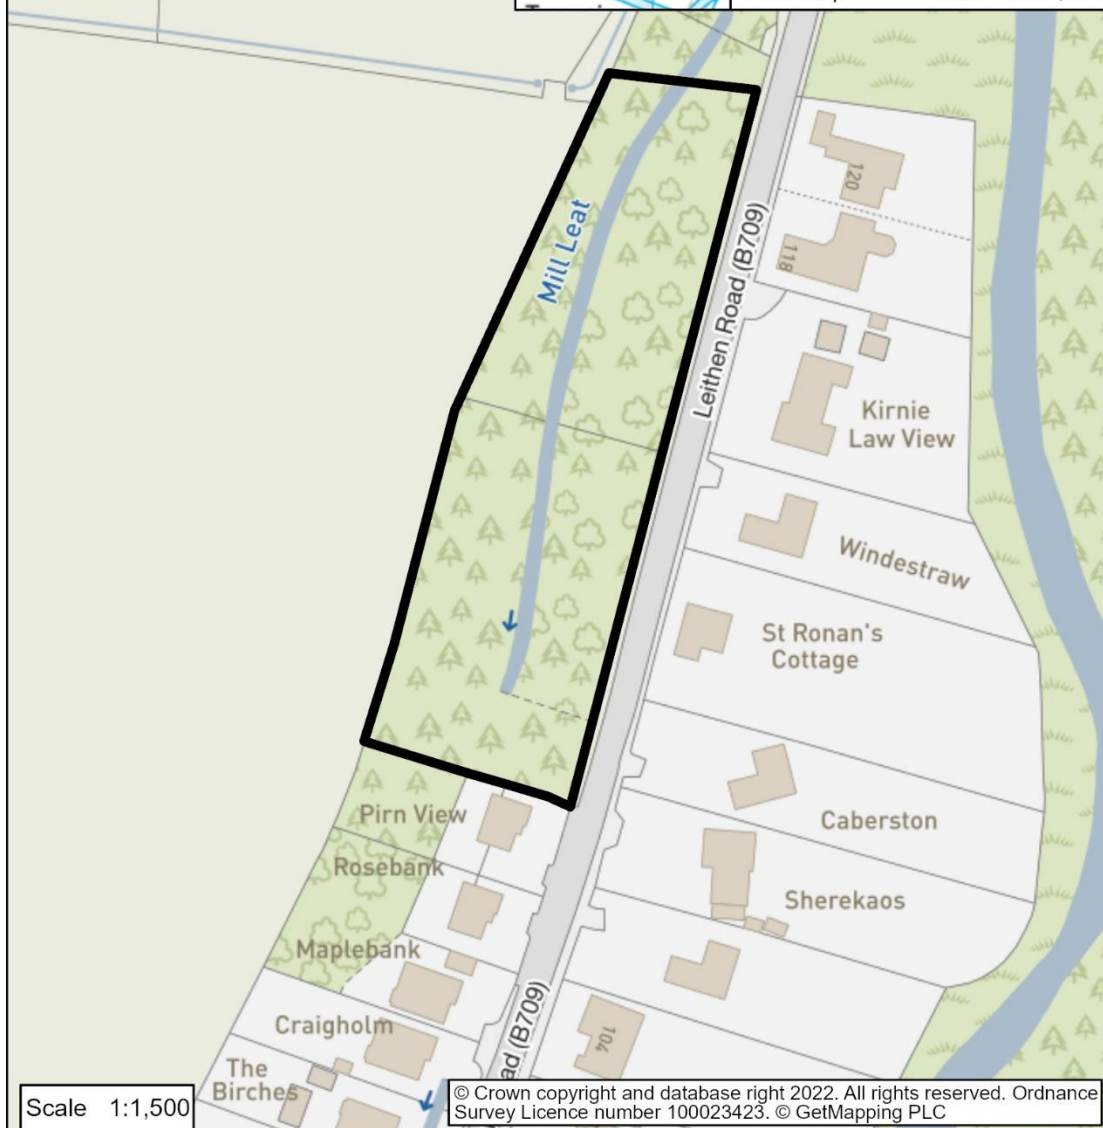 120
118
Mill Leat
Leithen Road (B709)
Kirnie
Law View
Windestraw
St Ronan's
Cottage
Pirn View
Caberston
Rosebank
Sherekaos
Maplebank
Craigholm
104
(B709)
The
Birches
Scale 1:1,500
© Crown copyright and database right 2022. All rights reserved. Ordnance
Survey Licence number 100023423. © GetMapping PLC